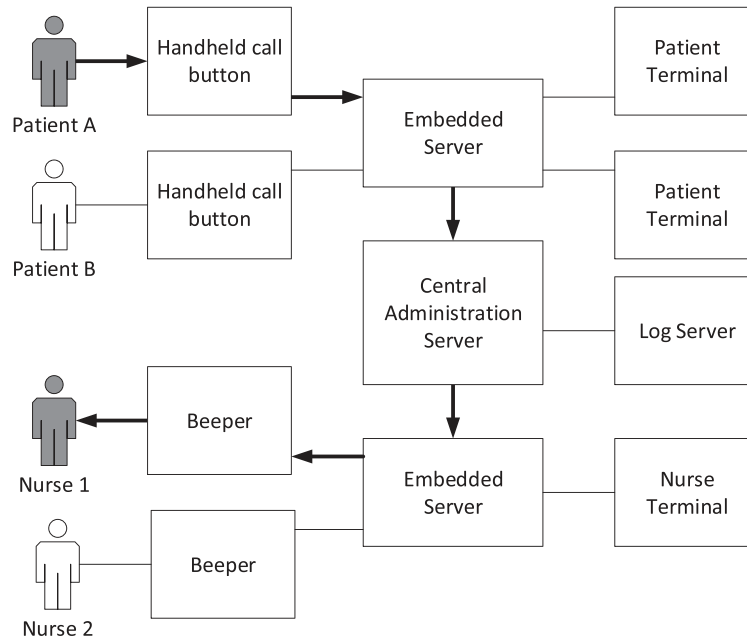 Handheld call
button
Patient
Terminal
Patient A
Embedded
Server
Handheld call
button
Patient
Terminal
Patient B
Central
Administration
Server
Log Server
Beeper
Nurse 1
Embedded
Server
Nurse
Terminal
Beeper
Nurse 2